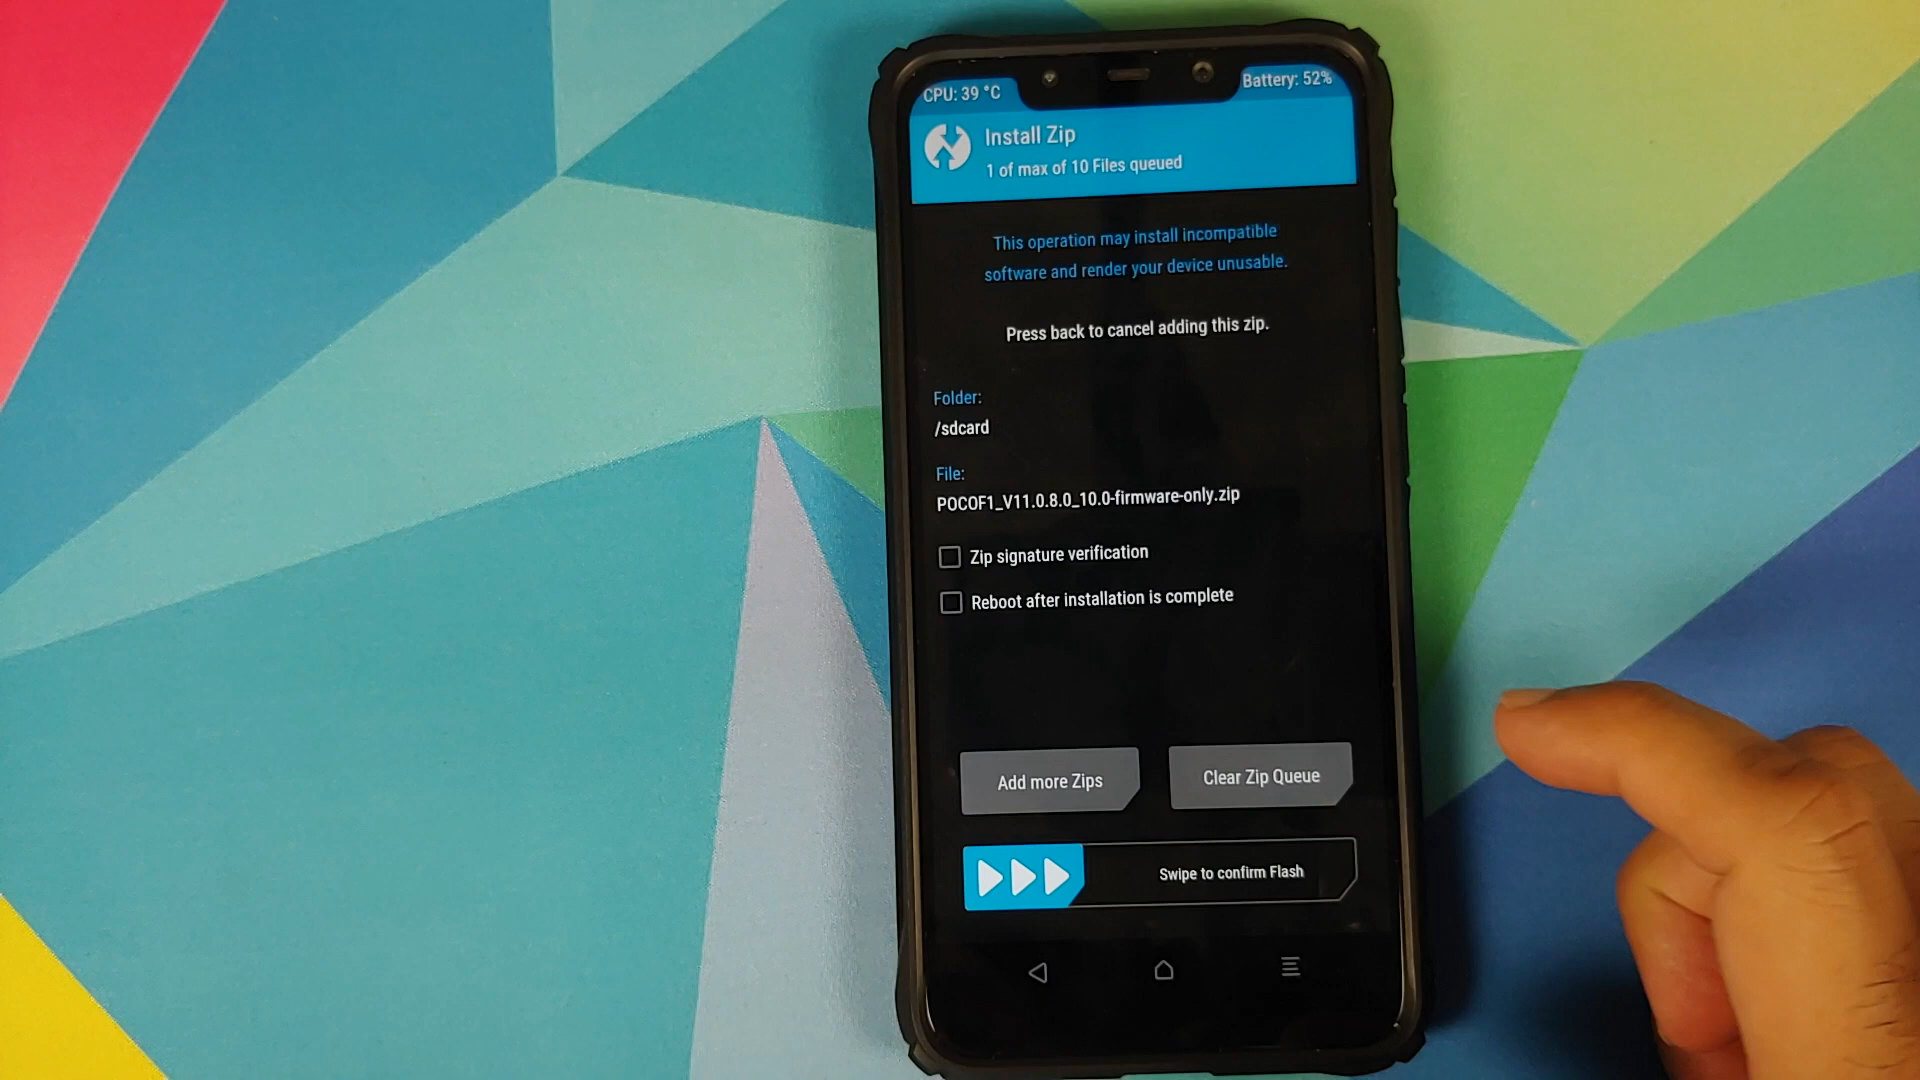 CPU: 39 °C
Battery: 52%
Install Zip
1 of max of 10 Files queued
This operation may install incompatible
software and render your device unusable.
Press back to cancel adding this zip.
Folder:
/sdcard
File:
POCOF1_V11.0.8.0_10.0-firmware-only.zip
Zip signature verification
Reboot after installation is complete
Add more Zips
Clear Zip Queue
Swipe to confirm Flash